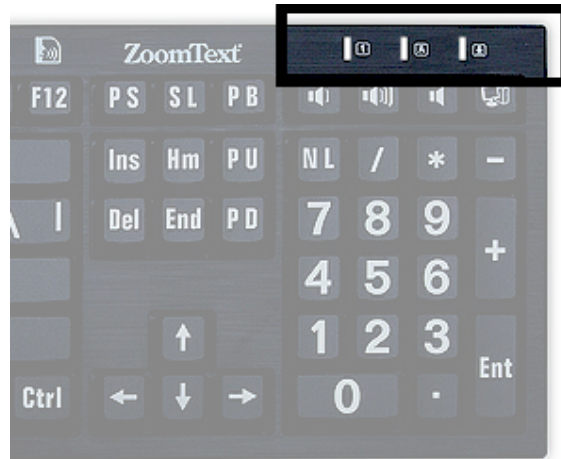 ZoomText 1 A
F12 PS SL PB
Ins Hm PU NL / * -
Del End PD 7 8 9 +
4 5 6
1 2 3 Ent
Ctrl 0 .